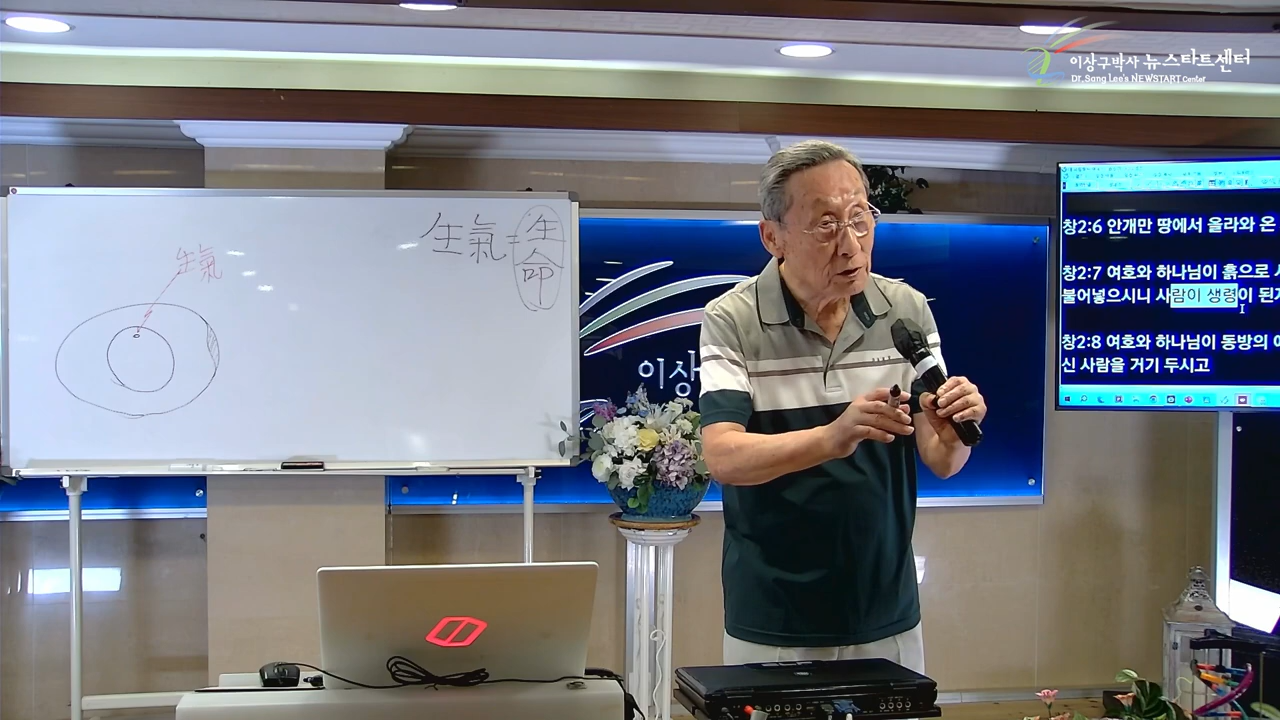 이상구박사 뉴스타트센터
Dr. Sang Lee's NEWSTART Center
生氣
生氣=生命
이상
창2:6 안개만 땅에서 올라와 온
창2:7 여호와 하나님이 흙으로
불어넣으시니 사람이 생령이 된지
창2:8 여호와 하나님이 동방의
신 사람을 거기 두시고